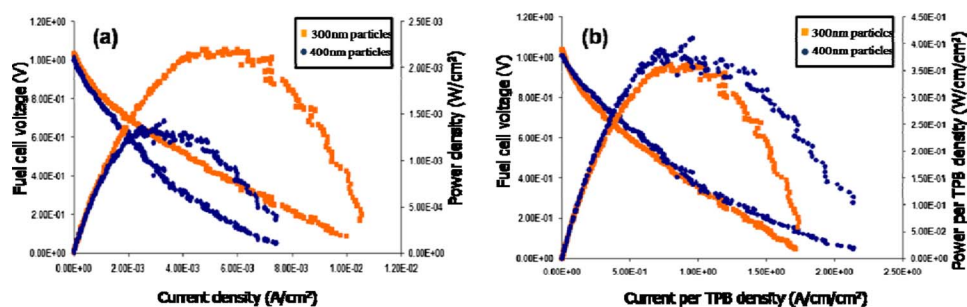 (a)
300nm particles
400nm particles
Fuel cell voltage (V)
1.20E+00
1.00E+00
8.00E-01
6.00E-01
4.00E-01
2.00E-01
0.00E+00
Power density (W/cm²)
2.50E-03
2.00E-03
1.50E-03
1.00E-03
5.00E-04
0.00E+00
0.00E+00 2.00E-03 4.00E-03 6.00E-03 8.00E-03 1.00E-02 1.20E-02
Current density (A/cm²)
(b)
300nm particles
400nm particles
Fuel cell voltage (V)
1.20E+00
1.00E+00
8.00E-01
6.00E-01
4.00E-01
2.00E-01
0.00E+00
Power per TPB density (W/cm/cm²)
4.50E-01
4.00E-01
3.50E-01
3.00E-01
2.50E-01
2.00E-01
1.50E-01
1.00E-01
5.00E-02
0.00E+00
0.00E+00 5.00E-01 1.00E+00 1.50E+00 2.00E+00 2.50E+00
Current per TPB density (A/cm/cm²)